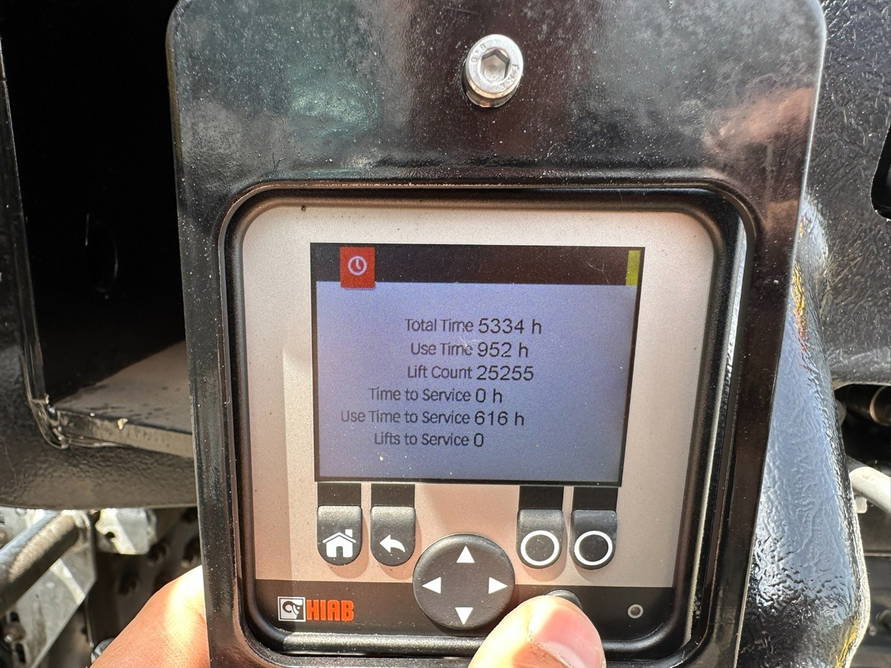 Total Time 5334 h
Use Time 952 h
Lift Count 25255
Time to Service 0 h
Use Time to Service 616 h
Lifts to Service 0
HIAB